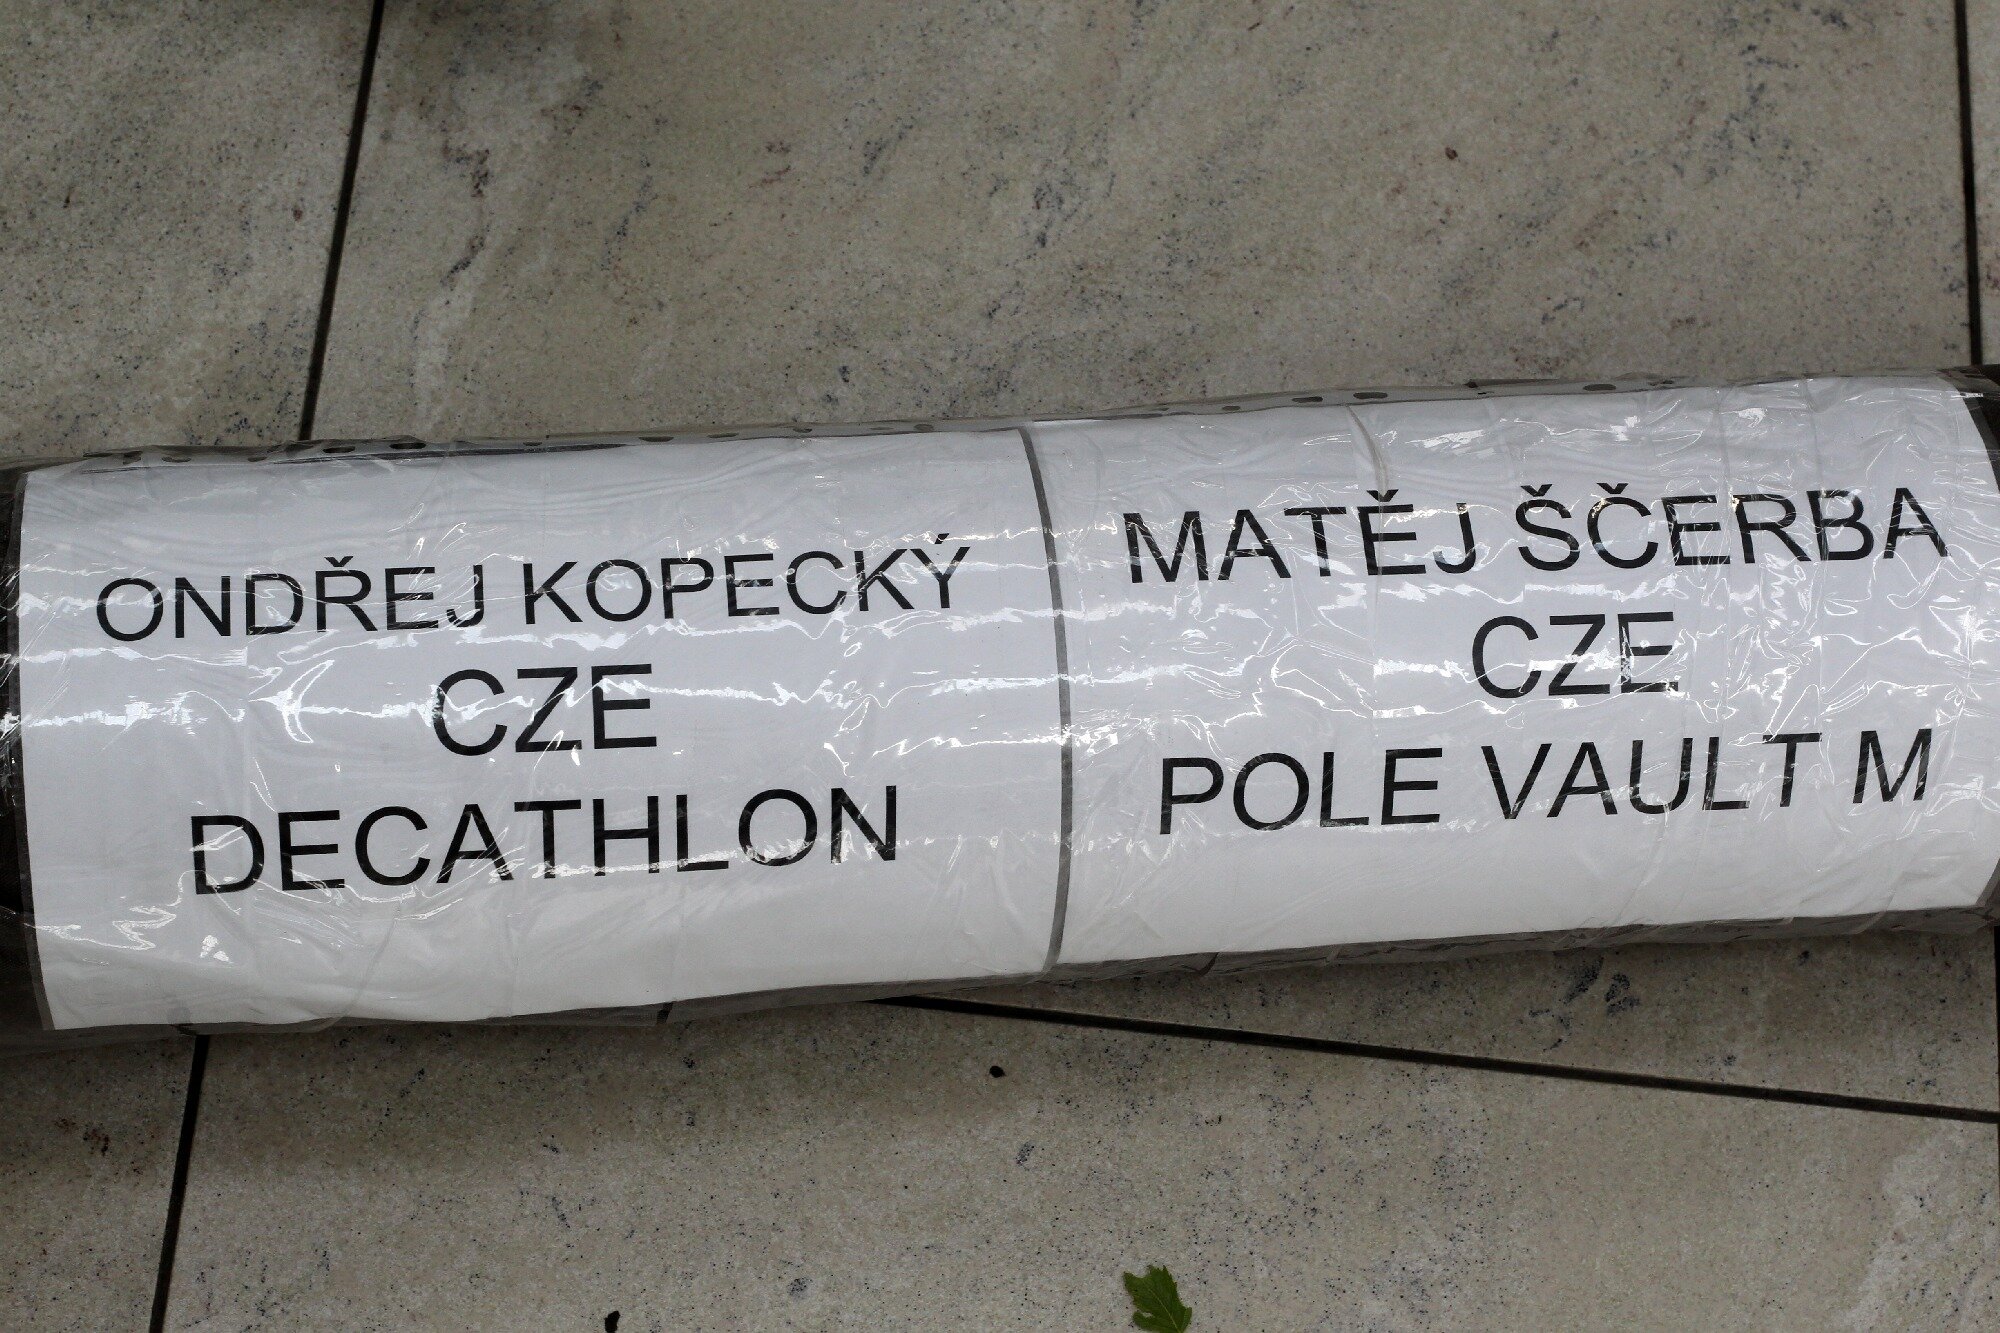 ONDŘEJ KOPECKÝ
CZE
DECATHLON
MATĚJ ŠČERBA
CZE
POLE VAULT M